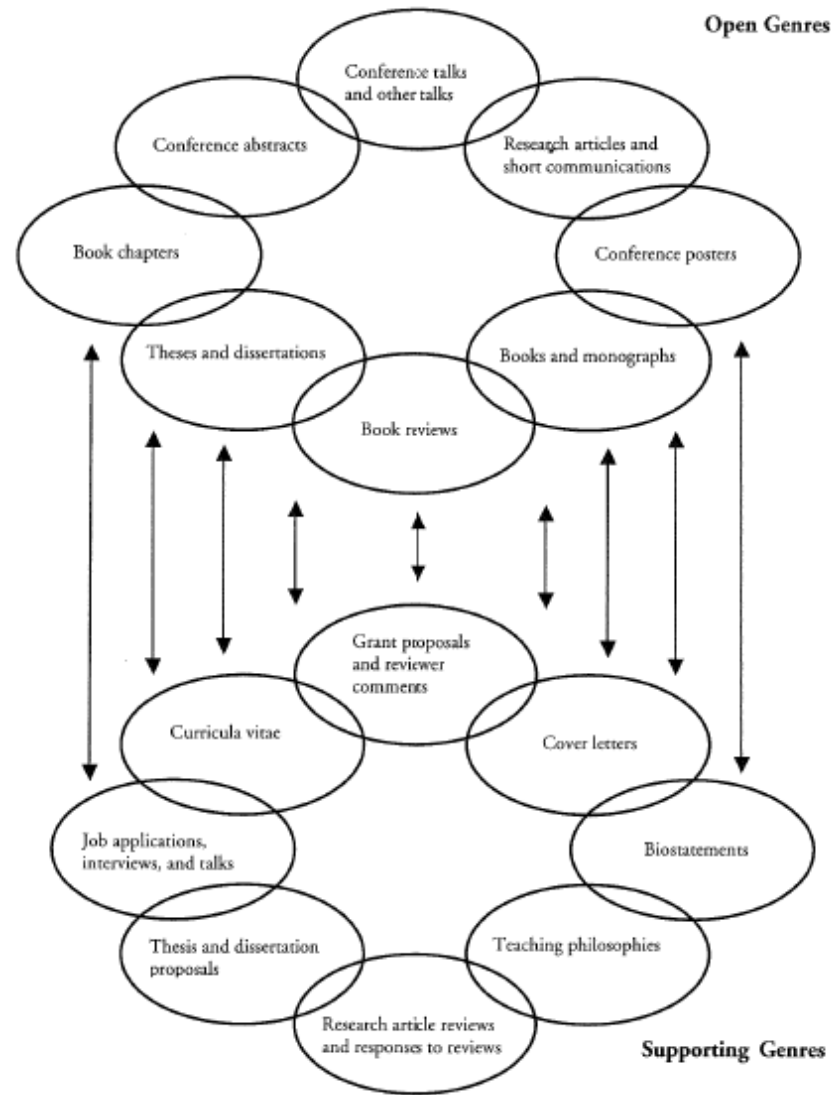 Open Genres
Conference talks
and other talks
Conference abstracts
Research articles and
short communications
Book chapters
Conference posters
Theses and dissertations
Books and monographs
Book reviews
Grant proposals
and reviewer
comments
Curricula vitae
Cover letters
Job applications,
interviews, and talks
Biostatements
Thesis and dissertation
proposals
Teaching philosophies
Research article reviews
and responses to reviews
Supporting Genres